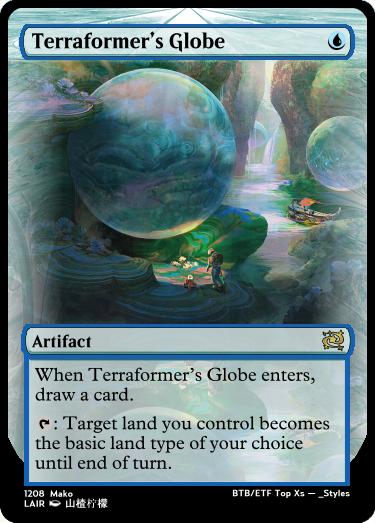 Terraformer's Globe
Artifact
When Terraformer's Globe enters,
draw a card.
: Target land you control becomes
the basic land type of your choice
until end of turn.
1208 Mako
BTB/ETF Top Xs — _Styles
LAIR 山楂柠檬